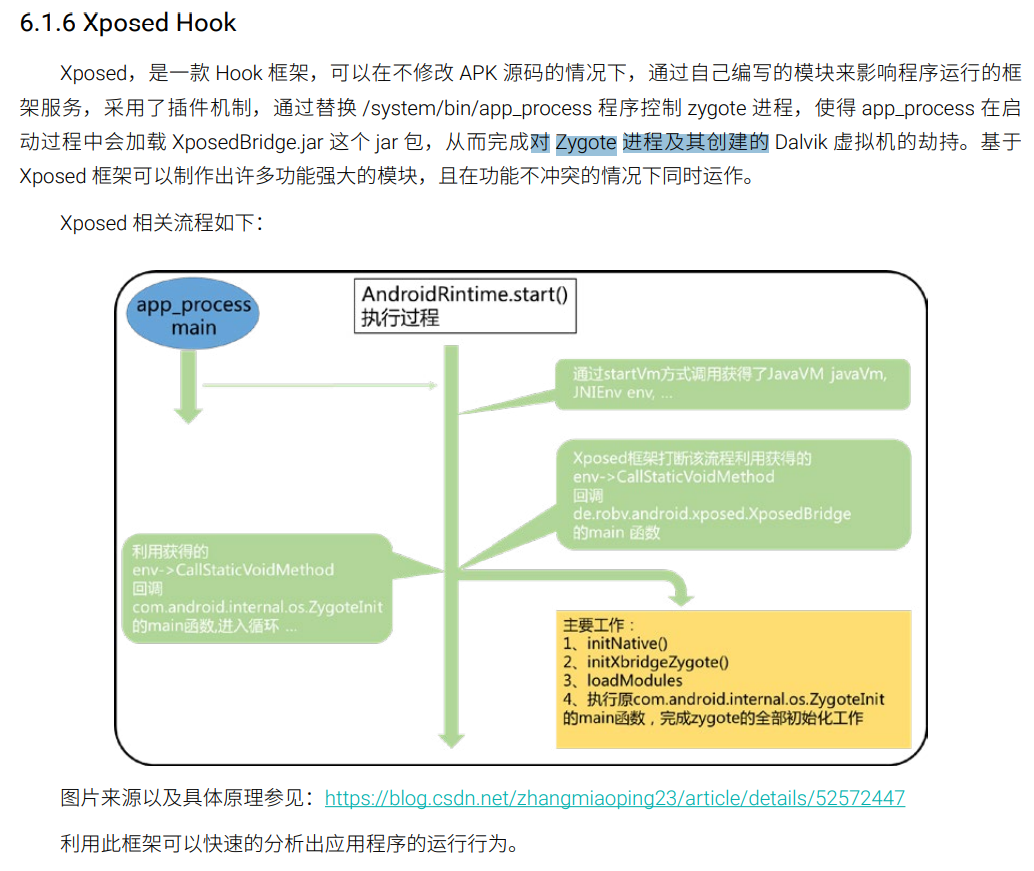 6.1.6 Xposed Hook
Xposed，是一款 Hook 框架，可以在不修改 APK 源码的情况下，通过自己编写的模块来影响程序运行的框
架服务，采用了插件机制，通过替换 /system/bin/app_process 程序控制 zygote 进程，使得 app_process 在启
动过程中会加载 XposedBridge.jar 这个 jar 包，从而完成对 Zygote 进程及其创建的 Dalvik 虚拟机的劫持。基于
Xposed 框架可以制作出许多功能强大的模块，且在功能不冲突的情况下同时运作。
Xposed 相关流程如下：
app_process
main
AndroidRintime.start()
执行过程
通过startVm方式调用获得了JavaVM javaVm,
JNIEnv env, ...
Xposed框架打断该流程利用获得的
env->CallStaticVoidMethod
回调
de.robv.android.xposed.XposedBridge
的main 函数
利用获得的
env->CallStaticVoidMethod
回调
com.android.internal.os.ZygoteInit
的main函数,进入循环 ...
主要工作：
1、initNative()
2、initXbridgeZygote()
3、loadModules
4、执行原com.android.internal.os.ZygoteInit
的main函数，完成zygote的全部初始化工作
图片来源以及具体原理参见：https://blog.csdn.net/zhangmiaoping23/article/details/52572447
利用此框架可以快速的分析出应用程序的运行行为。